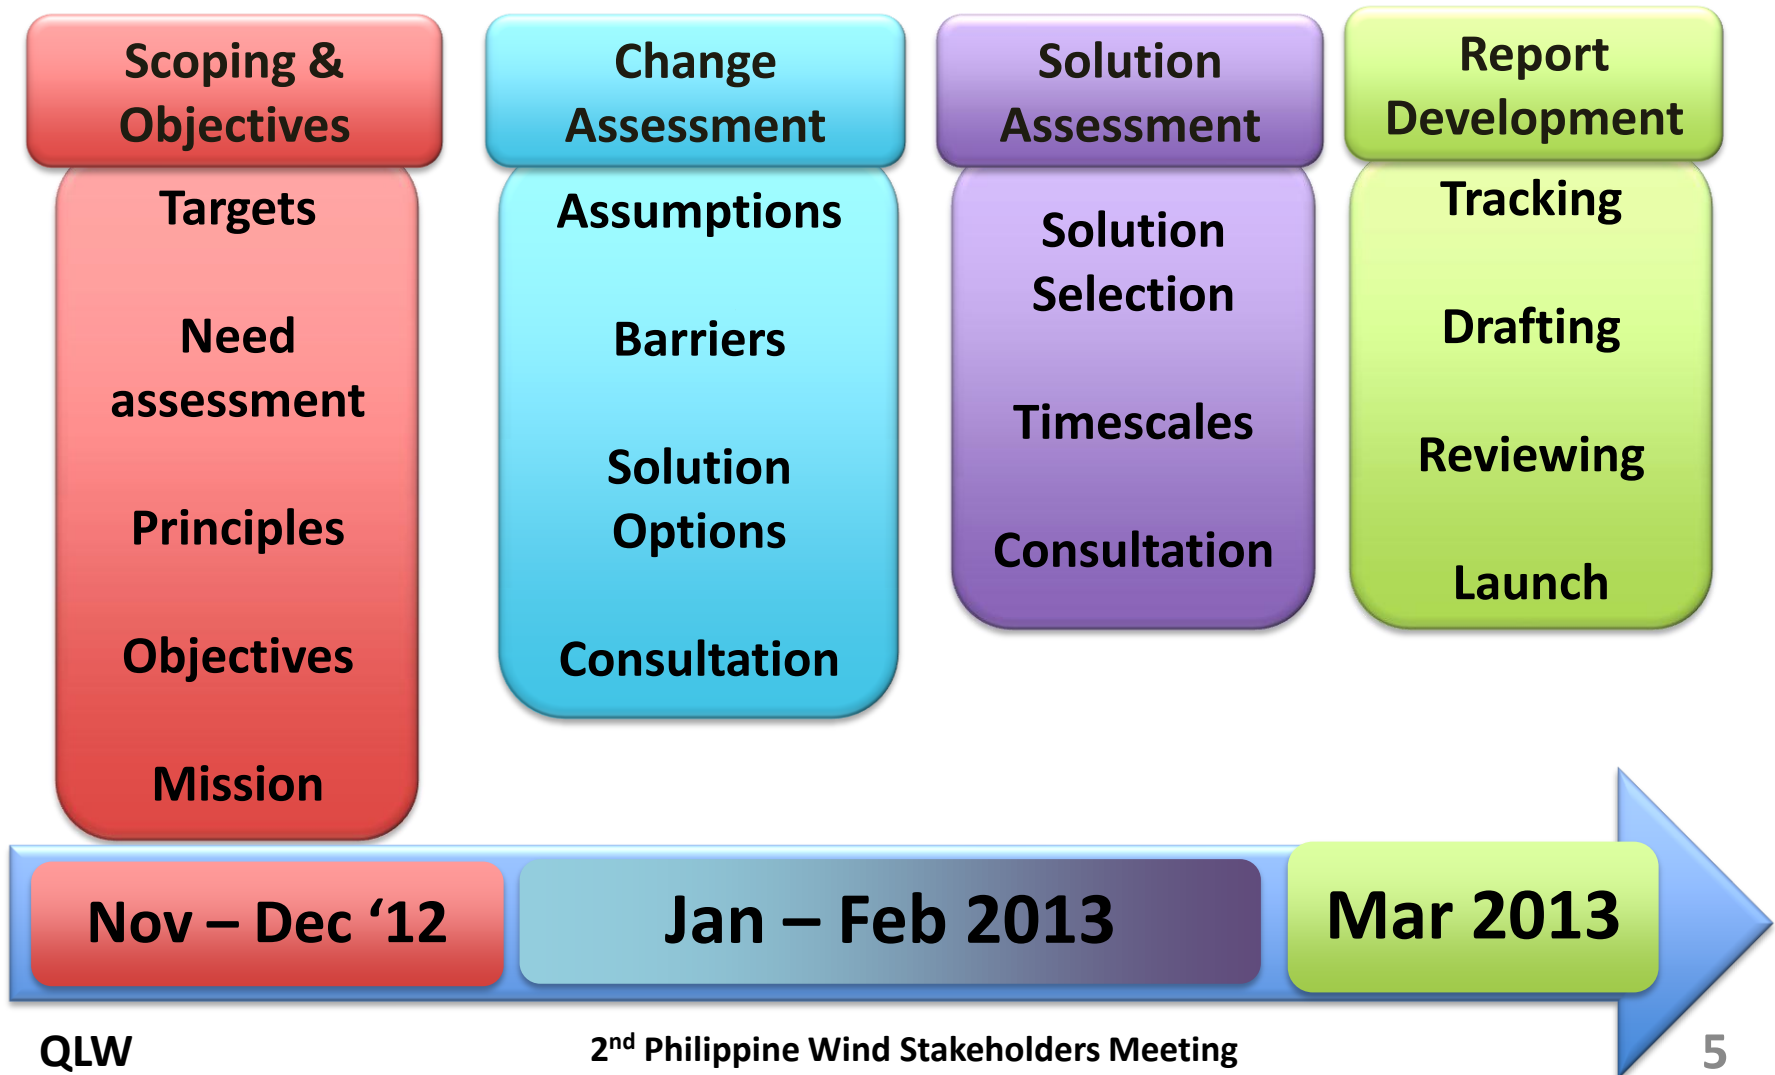 Scoping &
Objectives
Targets
Need
assessment
Principles
Objectives
Mission
Change
Assessment
Assumptions
Barriers
Solution
Options
Consultation
Solution
Assessment
Solution
Selection
Timescales
Consultation
Report
Development
Tracking
Drafting
Reviewing
Launch
Nov – Dec ‘12
Jan – Feb 2013
Mar 2013
QLW
2nd Philippine Wind Stakeholders Meeting
5